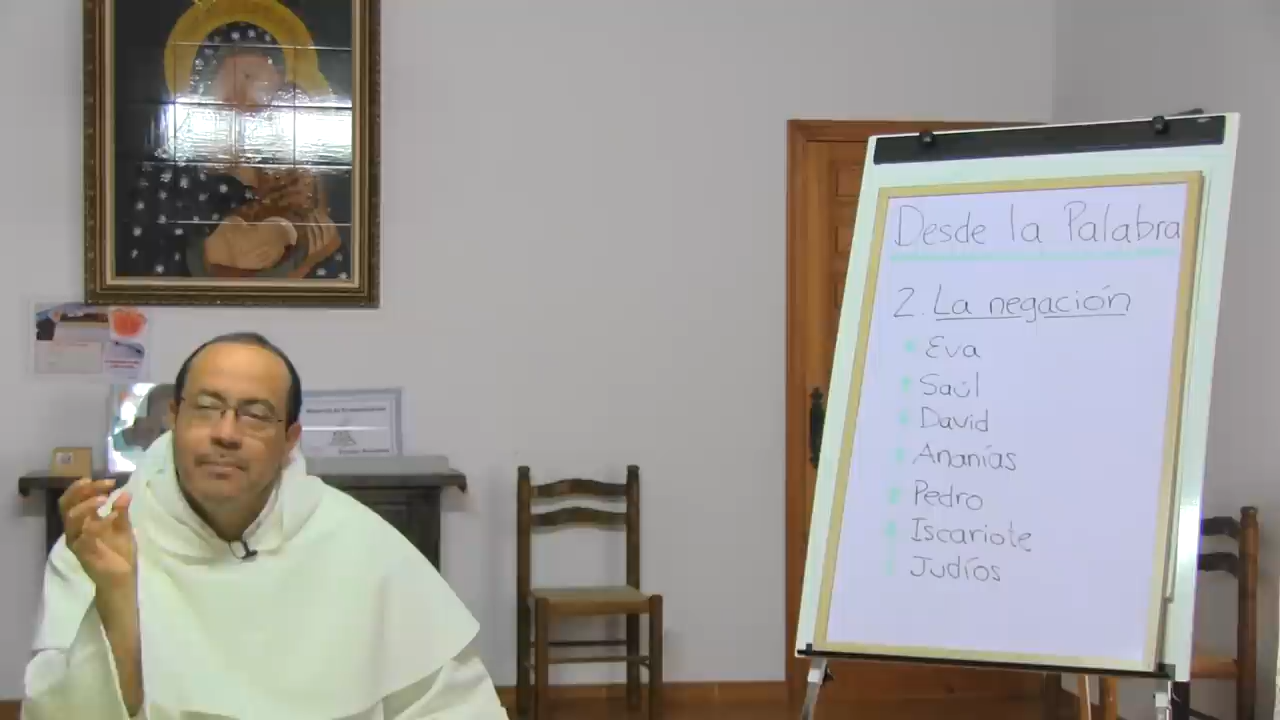 Desde la Palabra
2. La negación
Eva
Saúl
David
Ananías
Pedro
Iscariote
Judíos